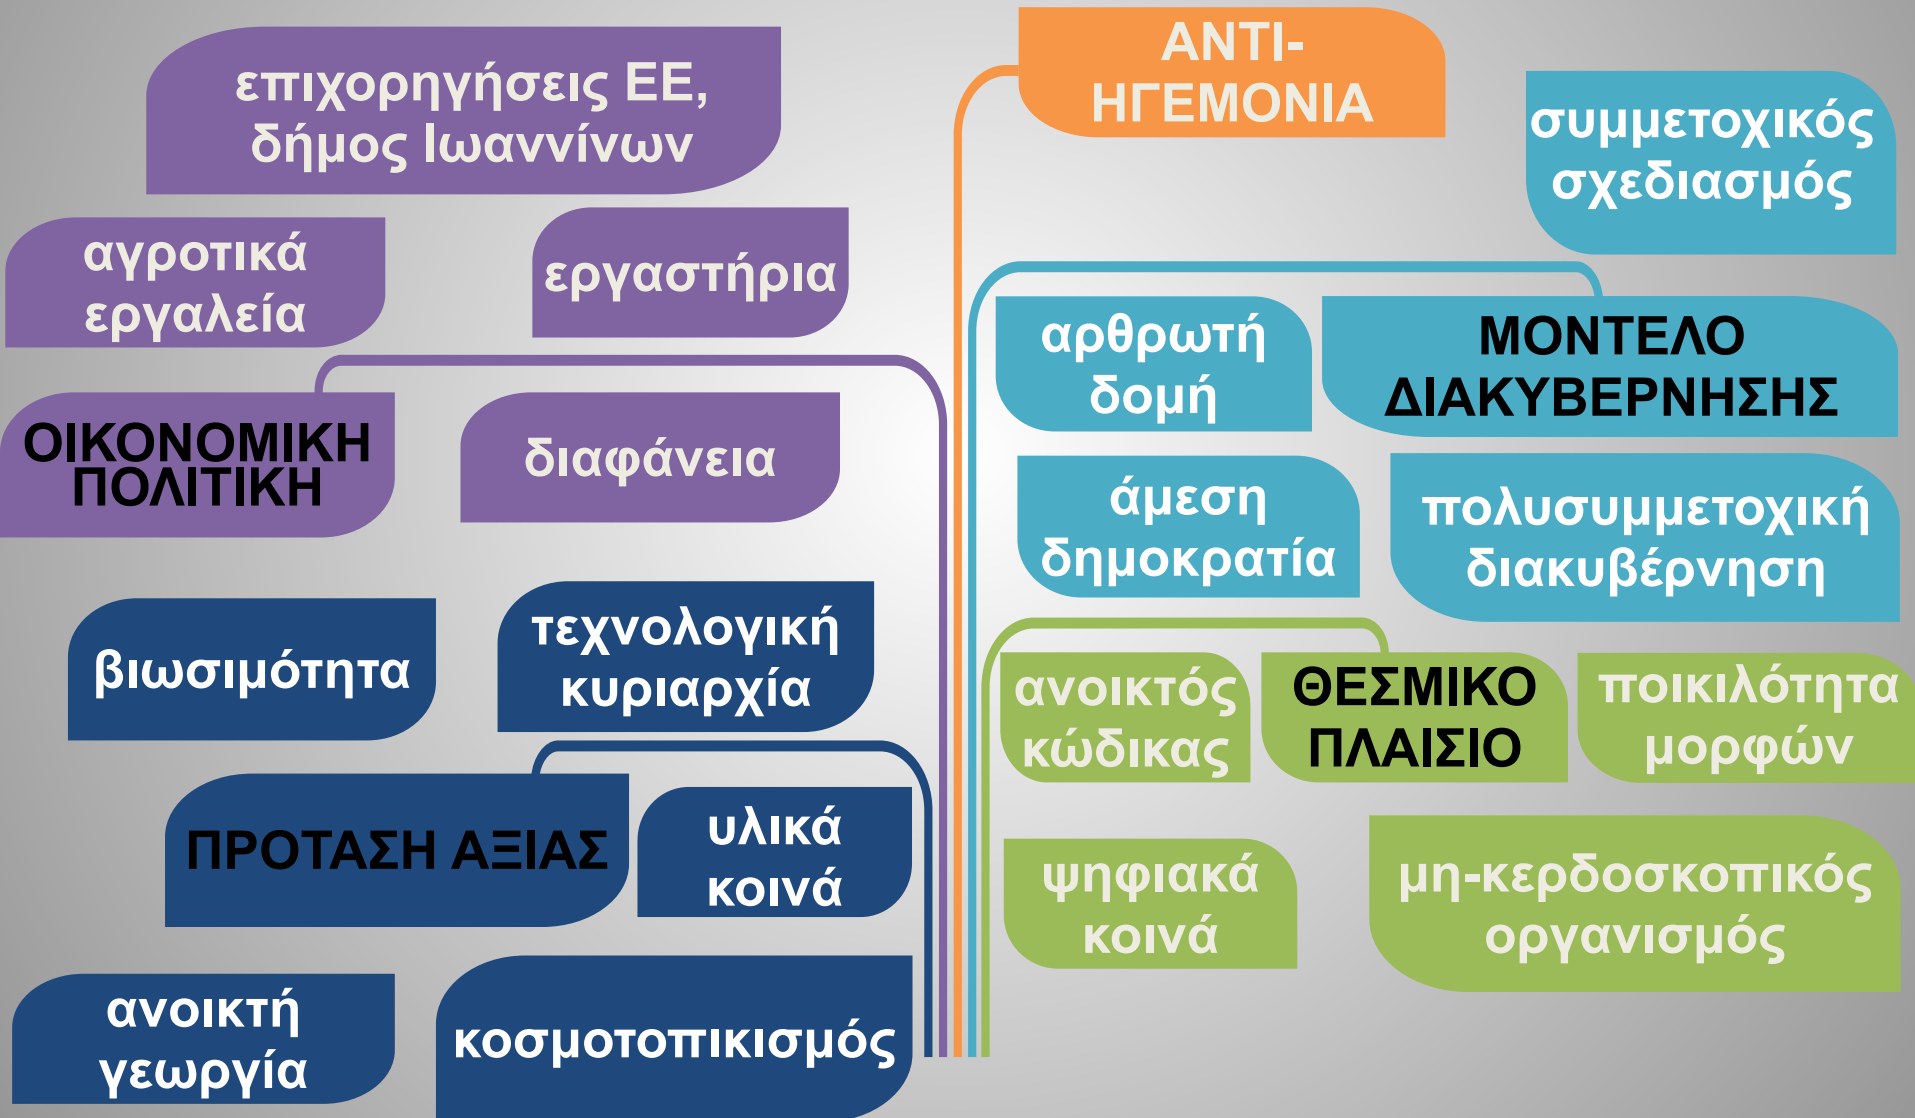 επιχορηγήσεις ΕΕ,
δήμος Ιωαννίνων
αγροτικά
εργαλεία
εργαστήρια
ΟΙΚΟΝΟΜΙΚΗ
ΠΟΛΙΤΙΚΗ
διαφάνεια
βιωσιμότητα
τεχνολογική
κυριαρχία
ΠΡΟΤΑΣΗ ΑΞΙΑΣ
υλικά
κοινά
ανοικτή
γεωργία
κοσμοτοπικισμός
ΑΝΤΙ-
ΗΓΕΜΟΝΙΑ
συμμετοχικός
σχεδιασμός
αρθρωτή
δομή
ΜΟΝΤΕΛΟ
ΔΙΑΚΥΒΕΡΝΗΣΗΣ
άμεση
δημοκρατία
πολυσυμμετοχική
διακυβέρνηση
ανοικτός
κώδικας
ΘΕΣΜΙΚΟ
ΠΛΑΙΣΙΟ
ποικιλότητα
μορφών
ψηφιακά
κοινά
μη-κερδοσκοπικός
οργανισμός